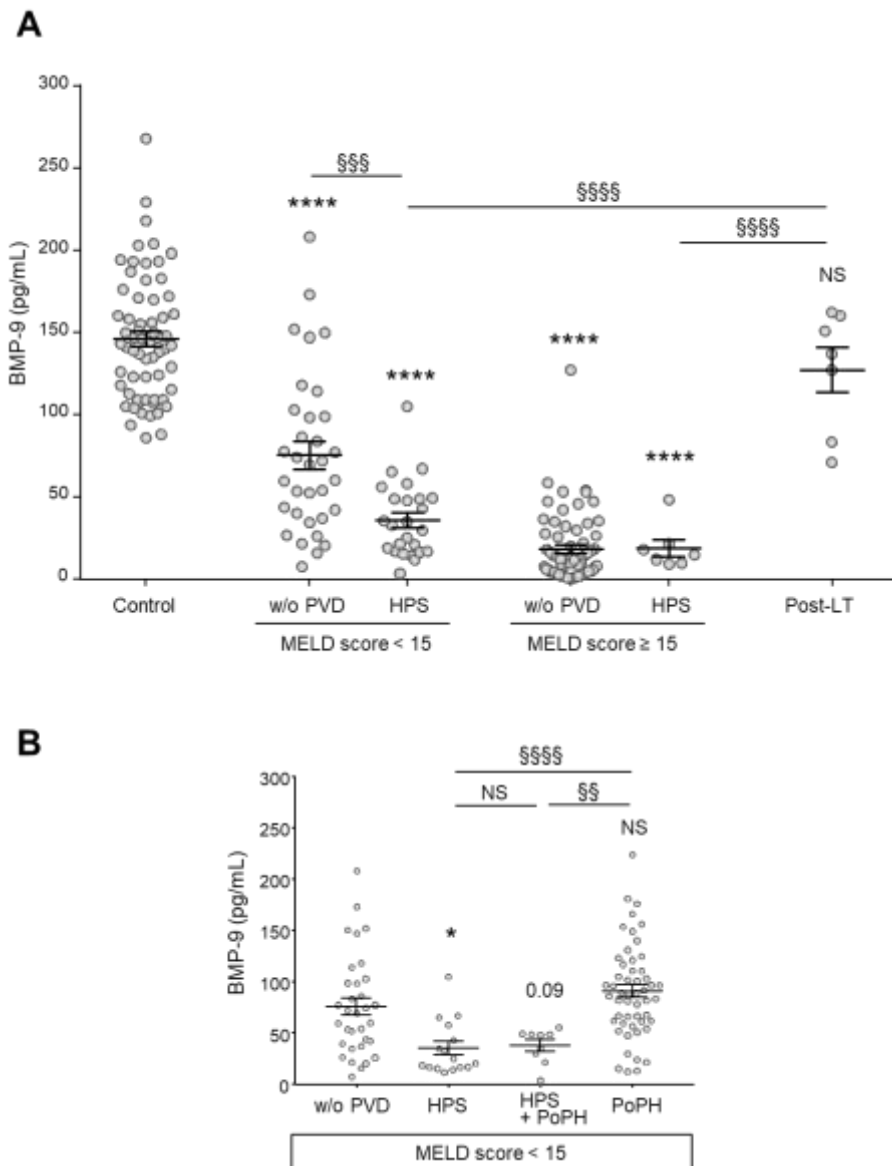 A
300
250
200
150
100
50
0
BMP-9 (pg/mL)
§§§
§§§§
§§§§
****
****
****
****
NS
Control
w/o PVD
HPS
w/o PVD
HPS
Post-LT
MELD score < 15
MELD score ≥ 15
B
300
250
200
150
100
50
0
BMP-9 (pg/mL)
§§§§
NS
§§
NS
*
0.09
w/o PVD
HPS
HPS
+ PoPH
PoPH
MELD score < 15